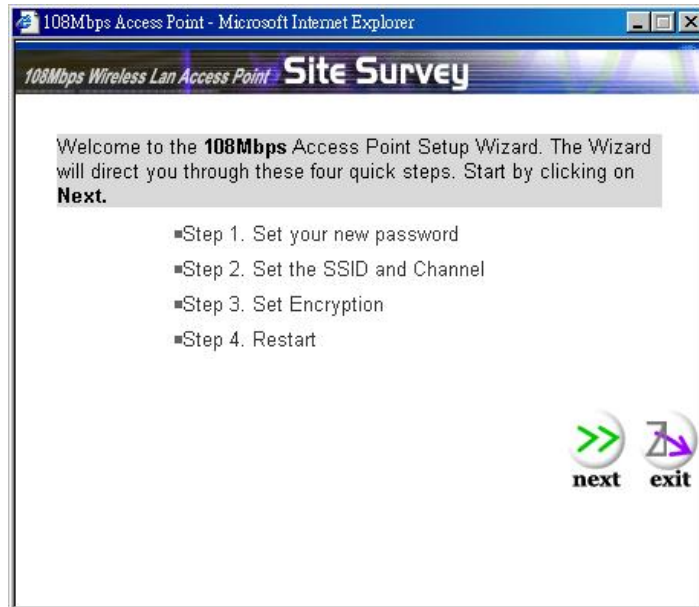 108Mbps Access Point - Microsoft Internet Explorer
108Mbps Wireless Lan Access Point Site Survey
Welcome to the 108Mbps Access Point Setup Wizard. The Wizard
will direct you through these four quick steps. Start by clicking on
Next.
Step 1. Set your new password
Step 2. Set the SSID and Channel
Step 3. Set Encryption
Step 4. Restart
next exit